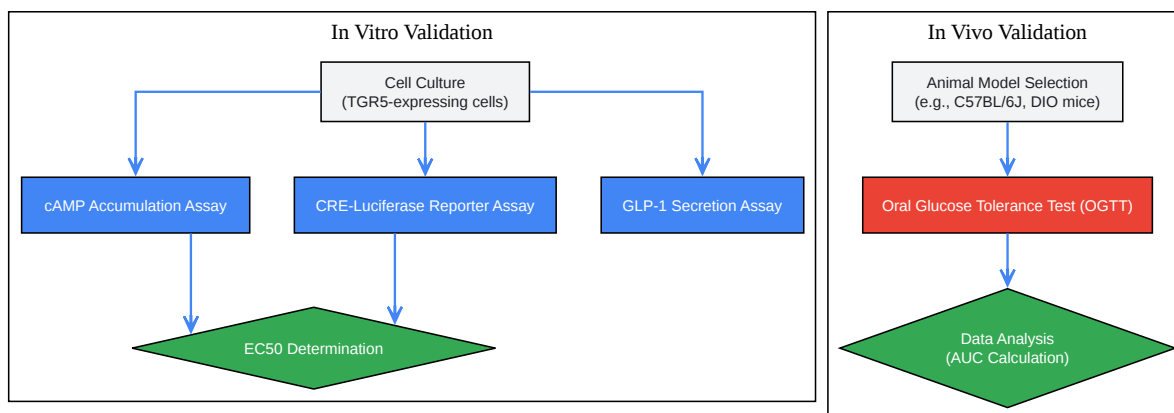 In Vitro Validation
Cell Culture
(TGR5-expressing cells)
cAMP Accumulation Assay
CRE-Luciferase Reporter Assay
GLP-1 Secretion Assay
EC50 Determination
In Vivo Validation
Animal Model Selection
(e.g., C57BL/6J, DIO mice)
Oral Glucose Tolerance Test (OGTT)
Data Analysis
(AUC Calculation)